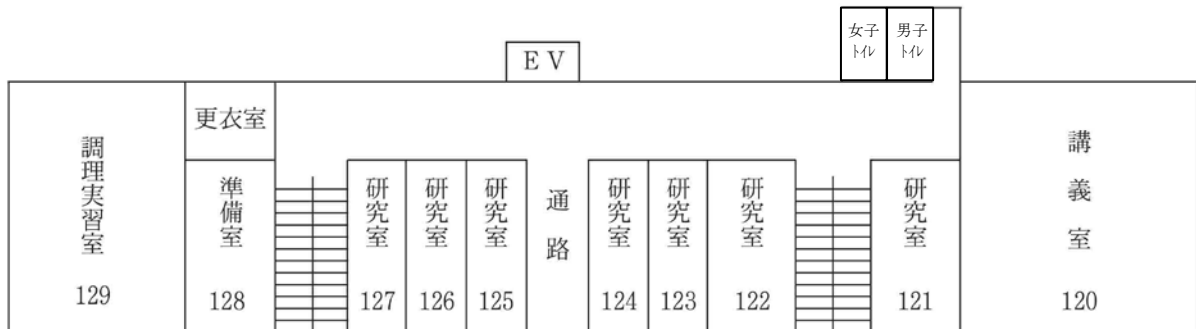 女子
トイレ
男子
トイレ
EV
更衣室
調理実習室
129
準備室
128
研究室
127
研究室
126
研究室
125
通路
研究室
124
研究室
123
研究室
122
研究室
121
講義室
120